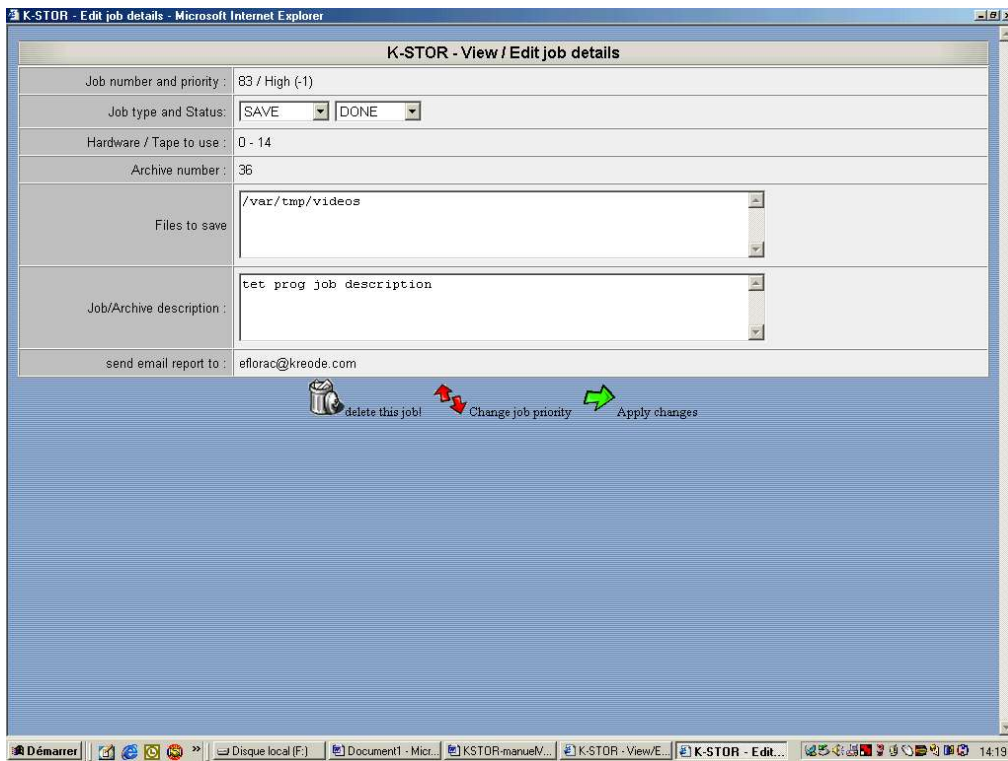 K-STOR - Edit job details - Microsoft Internet Explorer
K-STOR - View / Edit job details
Job number and priority : 83 / High (-1)
Job type and Status: SAVE DONE
Hardware / Tape to use : 0 - 14
Archive number : 36
Files to save /var/tmp/videos
Job/Archive description : tet prog job description
send email report to : eflorac@kreode.com
delete this job! Change job priority Apply changes
Démarrer » Disque local (F:) Document1 - Micr... KSTOR-manuelV... K-STOR - View/E... K-STOR - Edit... 14:19